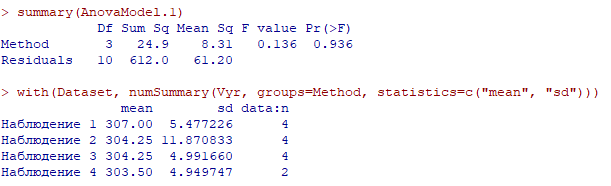 > summary(AnovaModel.1)
Df Sum Sq Mean Sq F value Pr(>F)
Method 3 24.9 8.31 0.136 0.936
Residuals 10 612.0 61.20
> with(Dataset, numSummary(Vyr, groups=Method, statistics=c("mean", "sd")))
mean sd data:n
Наблюдение 1 307.00 5.477226 4
Наблюдение 2 304.25 11.870833 4
Наблюдение 3 304.25 4.991660 4
Наблюдение 4 303.50 4.949747 2